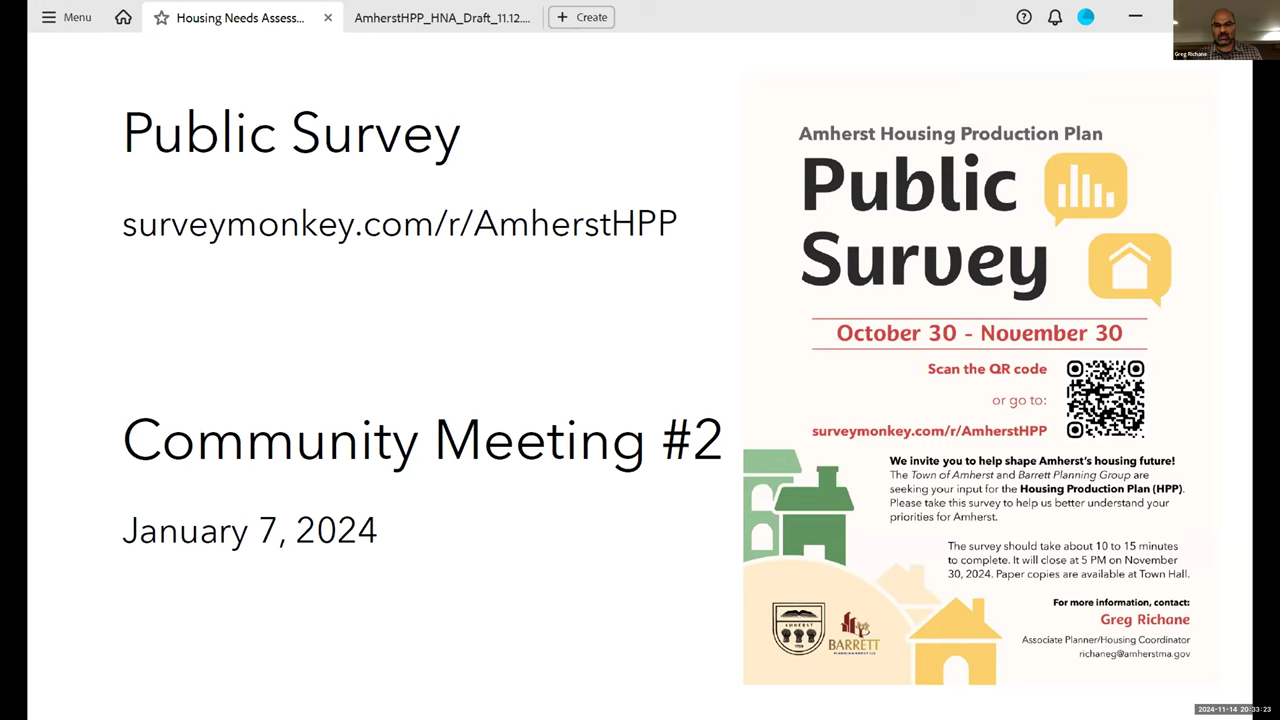 Menu
Housing Needs Assess...
AmherstHPP_HNA_Draft_11.12....
Create
Greg Richane
Public Survey
surveymonkey.com/r/AmherstHPP
Community Meeting #2
January 7, 2024
Amherst Housing Production Plan
Public
Survey
October 30 - November 30
Scan the QR code
or go to:
surveymonkey.com/r/AmherstHPP
We invite you to help shape Amherst's housing future!
The Town of Amherst and Barrett Planning Group are
seeking your input for the Housing Production Plan (HPP).
Please take this survey to help us better understand your
priorities for Amherst.
The survey should take about 10 to 15 minutes
to complete. It will close at 5 PM on November
30, 2024. Paper copies are available at Town Hall.
For more information, contact:
Greg Richane
Associate Planner/Housing Coordinator
richaneg@amherstma.gov
AMHERST
BARRETT
2024-11-14 20:33:23